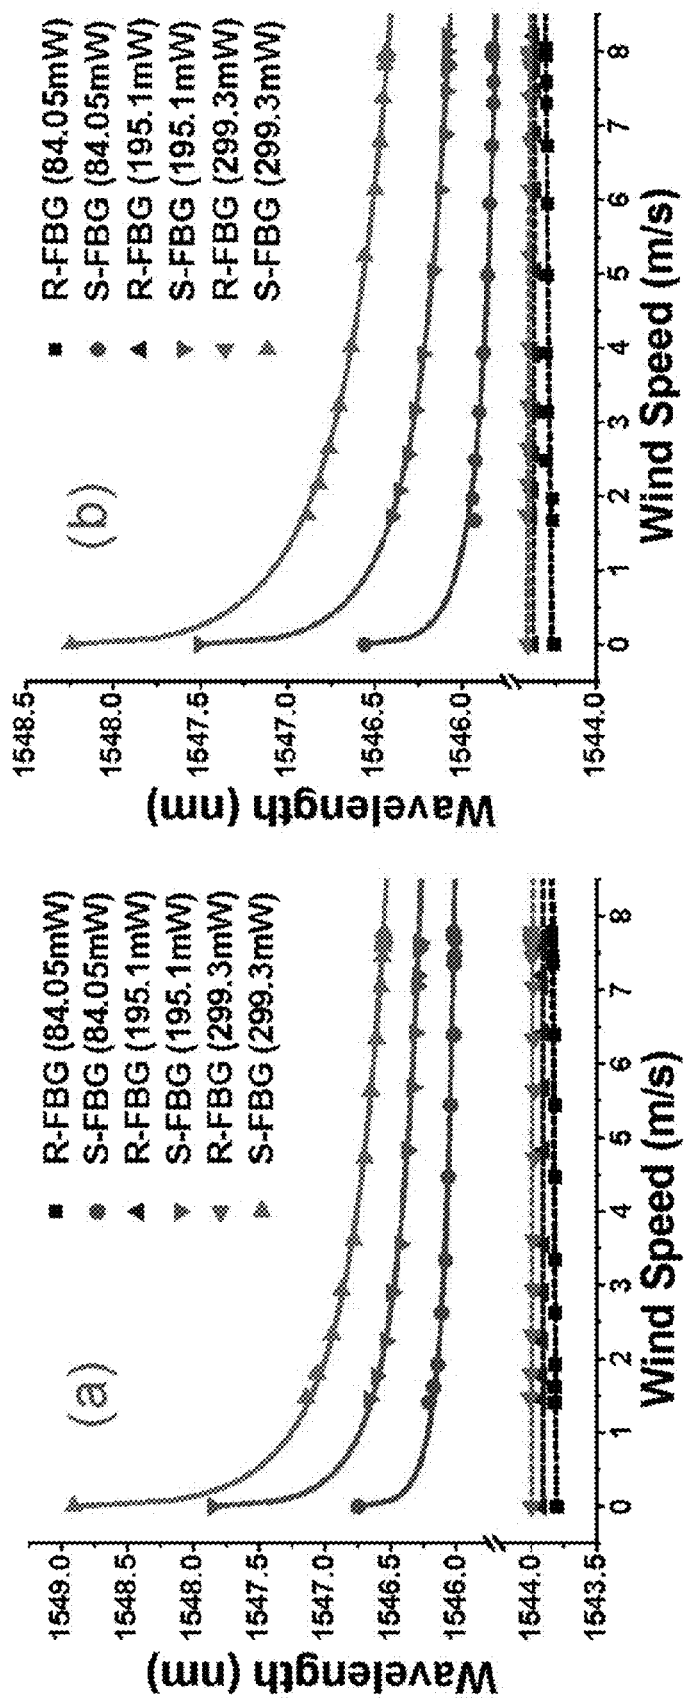 (a)
R-FBG (84.05mW)
S-FBG (84.05mW)
R-FBG (195.1mW)
S-FBG (195.1mW)
R-FBG (299.3mW)
S-FBG (299.3mW)
Wavelength (nm)
1549.0
1548.5
1548.0
1547.5
1547.0
1546.5
1546.0
1544.0
1543.5
0 1 2 3 4 5 6 7 8
Wind Speed (m/s)
(b)
R-FBG (84.05mW)
S-FBG (84.05mW)
R-FBG (195.1mW)
S-FBG (195.1mW)
R-FBG (299.3mW)
S-FBG (299.3mW)
Wavelength (nm)
1548.5
1548.0
1547.5
1547.0
1546.5
1546.0
1544.0
0 1 2 3 4 5 6 7 8
Wind Speed (m/s)